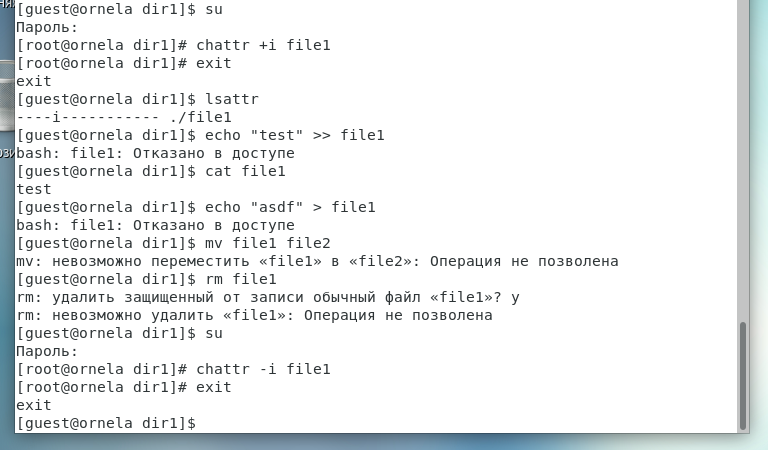 [guest@ornela dir1]$ su
Пароль:
[root@ornela dir1]# chattr +i file1
[root@ornela dir1]# exit
exit
[guest@ornela dir1]$ lsattr
----i----------- ./file1
[guest@ornela dir1]$ echo "test" >> file1
bash: file1: Отказано в доступе
[guest@ornela dir1]$ cat file1
test
[guest@ornela dir1]$ echo "asdf" > file1
bash: file1: Отказано в доступе
[guest@ornela dir1]$ mv file1 file2
mv: невозможно переместить «file1» в «file2»: Операция не позволена
[guest@ornela dir1]$ rm file1
rm: удалить защищенный от записи обычный файл «file1»? y
rm: невозможно удалить «file1»: Операция не позволена
[guest@ornela dir1]$ su
Пароль:
[root@ornela dir1]# chattr -i file1
[root@ornela dir1]# exit
exit
[guest@ornela dir1]$